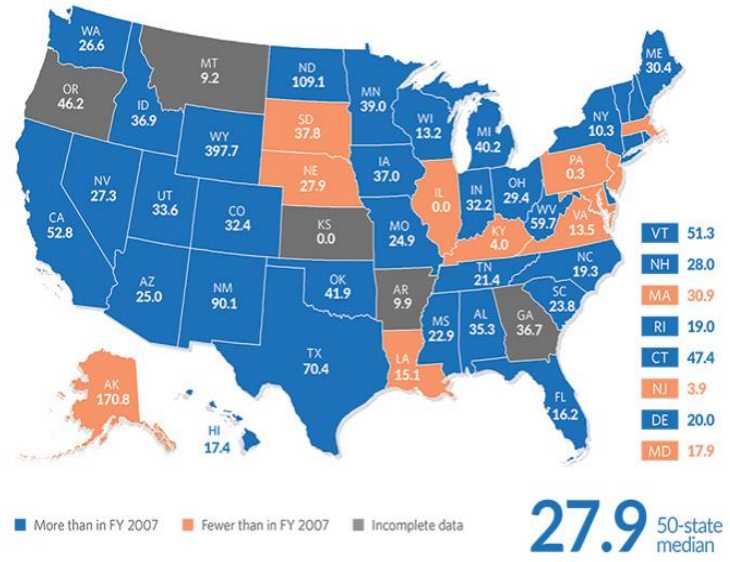 WA
26.6
OR
46.2
MT
9.2
ID
36.9
WY
397.7
ND
109.1
SD
37.8
NE
27.9
MN
39.0
WI
13.2
MI
40.2
IA
37.0
NV
27.3
UT
33.6
CO
32.4
KS
0.0
MO
24.9
IL
0.0
IN
32.2
OH
29.4
PA
0.3
NY
10.3
ME
30.4
WV
59.7
VA
13.5
KY
4.0
CA
52.8
AZ
25.0
NM
90.1
OK
41.9
AR
9.9
TN
21.4
NC
19.3
SC
23.8
MS
22.9
AL
35.3
GA
36.7
TX
70.4
LA
15.1
FL
16.2
AK
170.8
HI
17.4
VT 51.3
NH 28.0
MA 30.9
RI 19.0
CT 47.4
NJ 3.9
DE 20.0
MD 17.9
More than in FY 2007 Fewer than in FY 2007 Incomplete data
27.9 50-state
median